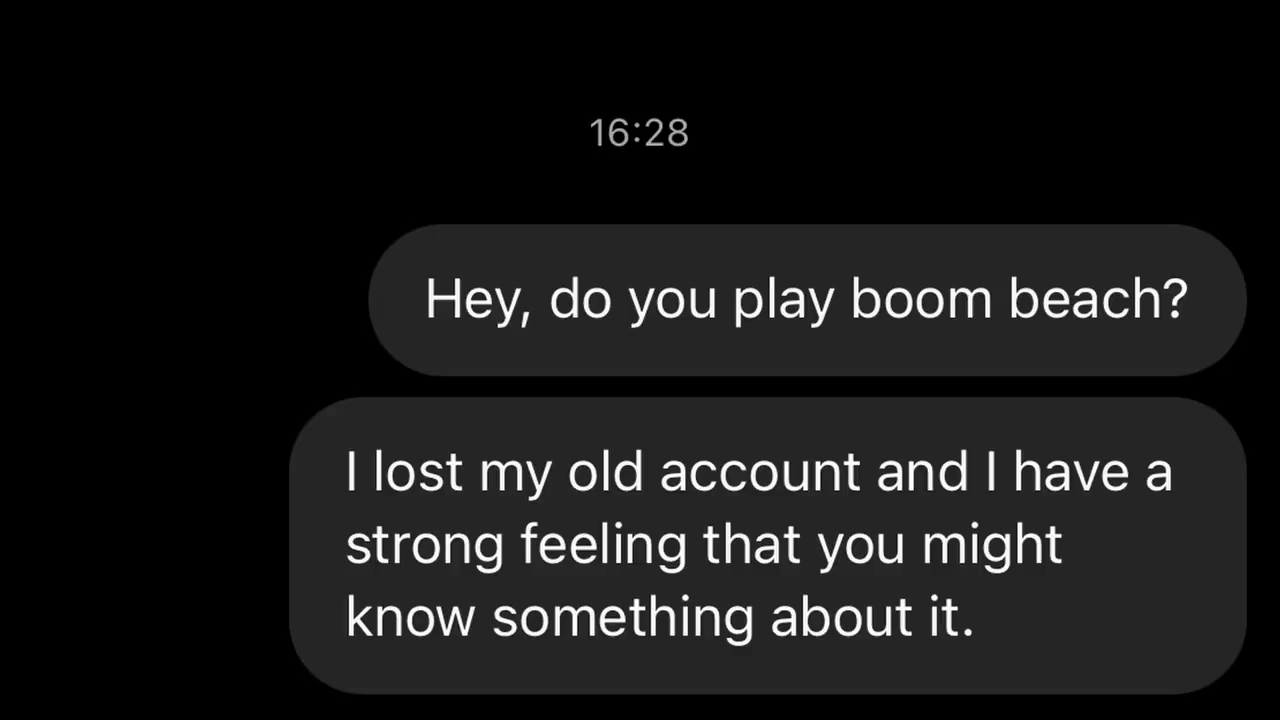 16:28
Hey, do you play boom beach?
I lost my old account and I have a
strong feeling that you might
know something about it.